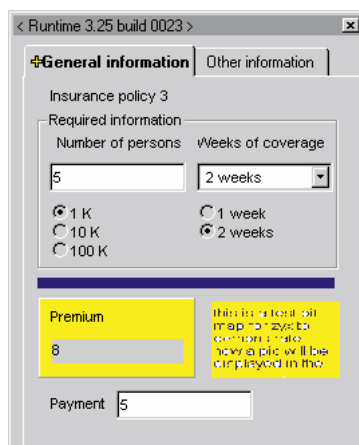 < Runtime 3.25 build 0023 >
General information Other information
Insurance policy 3
Required information
Number of persons Weeks of coverage
5 2 weeks
1 K 1 week
10 K 2 weeks
100 K
Premium
8
this is a test bit
map for zyx to
demonstrate
how a pic will be
displayed in the
Payment 5